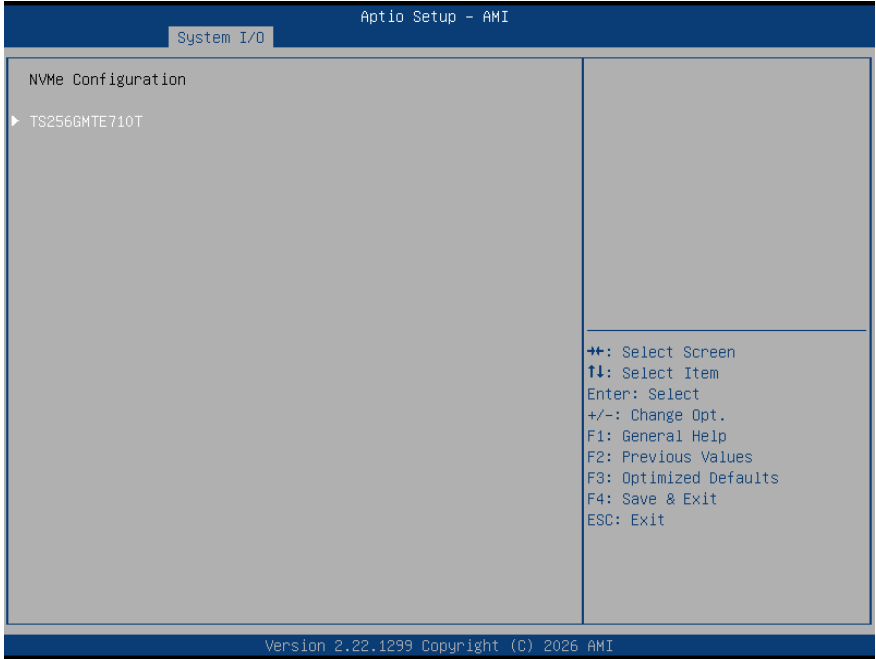 Aptio Setup - AMI
System I/O
NVMe Configuration
▶ TS256GMTE710T
→←: Select Screen
↑↓: Select Item
Enter: Select
+/-: Change Opt.
F1: General Help
F2: Previous Values
F3: Optimized Defaults
F4: Save & Exit
ESC: Exit
Version 2.22.1299 Copyright (C) 2026 AMI